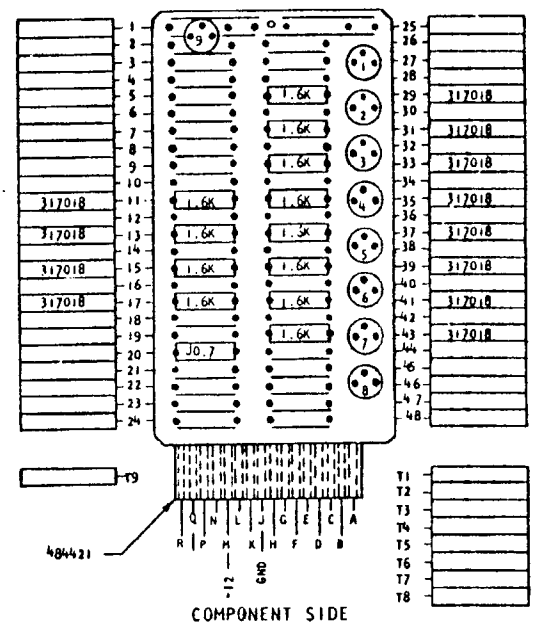 1 9 25
2 26
3 1 27
4 28
5 1.6K 29 317018
6 2 30
7 1.6K 31 317018
8 3 32
9 1.6K 33 317018
10 34
317018 11 1.6K 1.6K 4 35 317018
12 36
317018 13 1.6K 1.6K 37 317018
14 5 38
317018 15 1.6K 1.6K 39 317018
16 6 40
317018 17 1.6K 1.6K 41 317018
18 42
19 1.6K 7 43 317018
20 J0.7 44
21 45
22 8 46
23 47
24 48
T9
T1
T2
T3
T4
T5
T6
T7
T8
484421
R Q P N M L K J H G F E D C B A
+12 GND
COMPONENT SIDE